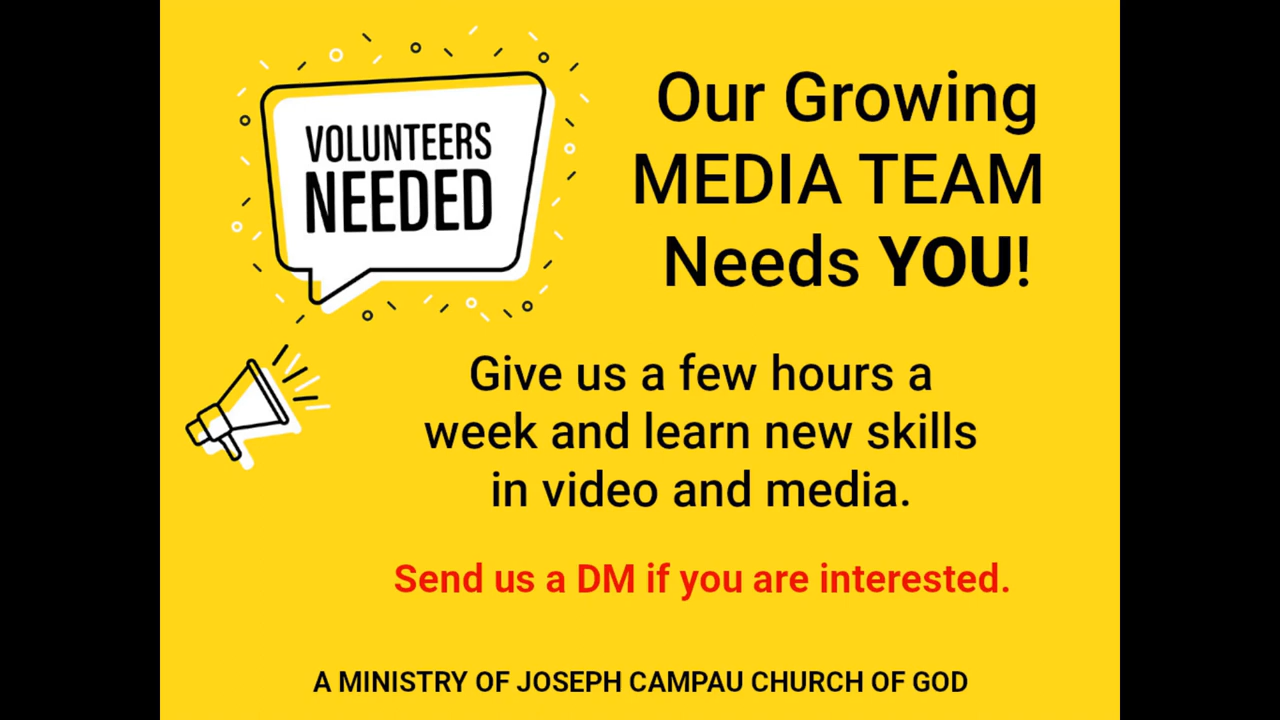 VOLUNTEERS
NEEDED
Our Growing
MEDIA TEAM
Needs YOU!
Give us a few hours a
week and learn new skills
in video and media.
Send us a DM if you are interested.
A MINISTRY OF JOSEPH CAMPAU CHURCH OF GOD